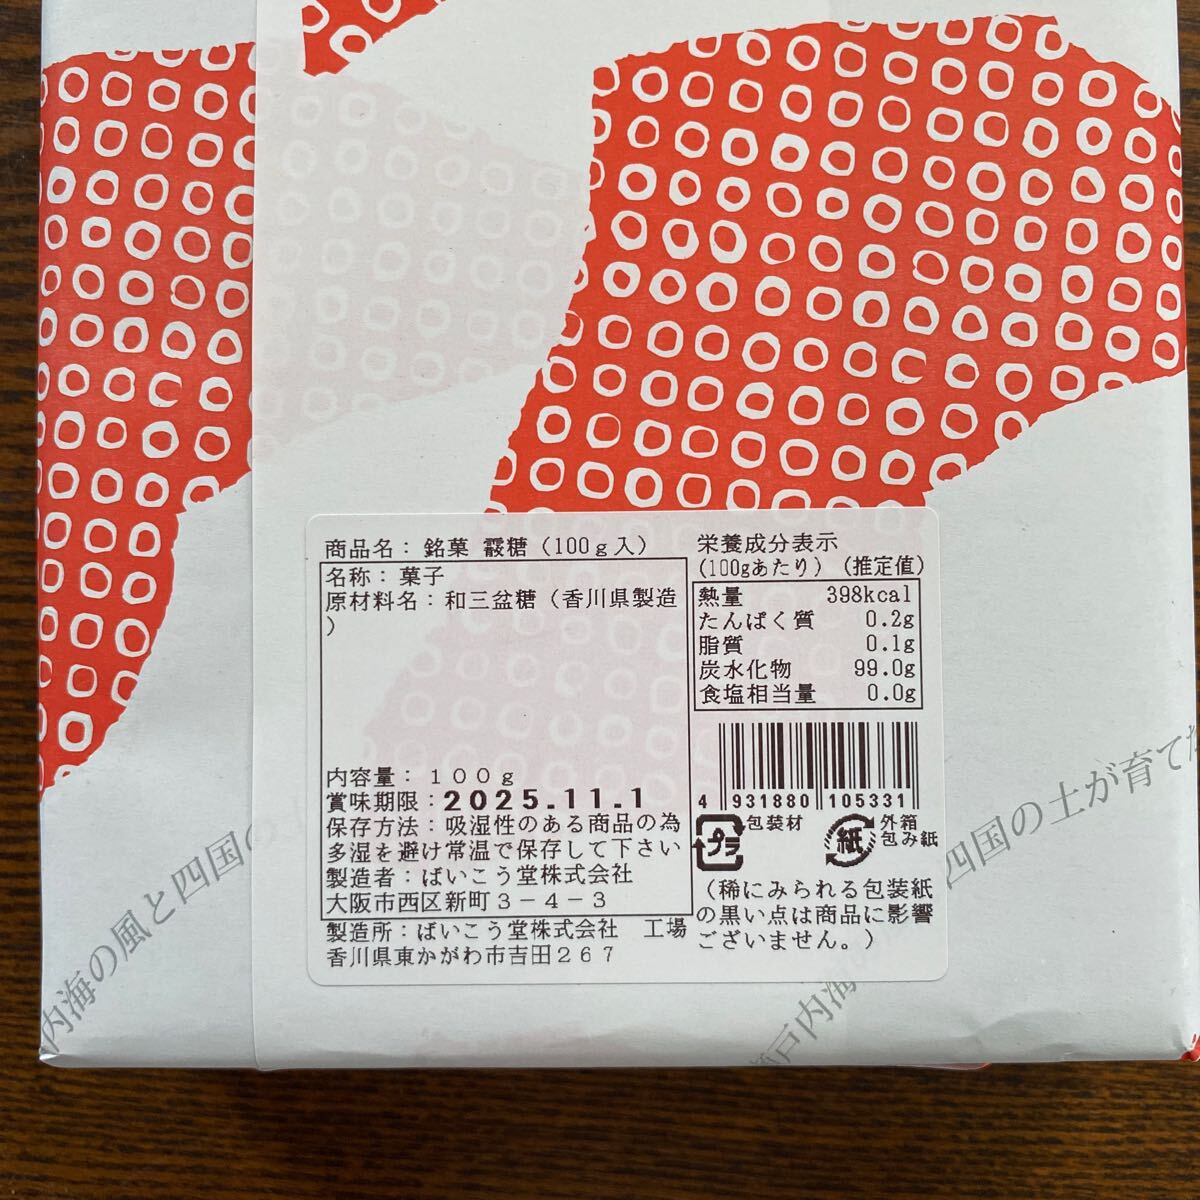 商品名：銘菓 霰糖（100ｇ入）
名称：菓子
原材料名：和三盆糖（香川県製造
）
内容量：１００ｇ
賞味期限：2025.11.1
保存方法：吸湿性のある商品の為
多湿を避け常温で保存して下さい
製造者：ばいこう堂株式会社
大阪市西区新町３－４－３
製造所：ばいこう堂株式会社　工場
香川県東かがわ市吉田２６７
栄養成分表示
(100gあたり)（推定値）
熱量 398kcal
たんぱく質 0.2g
脂質 0.1g
炭水化物 99.0g
食塩相当量 0.0g
4 931880 105331
プラ 包装材
紙 外箱
包み紙
（稀にみられる包装紙
の黒い点は商品に影響
ございません。）
内海の風と四国の
戸内海
四国の土が育て